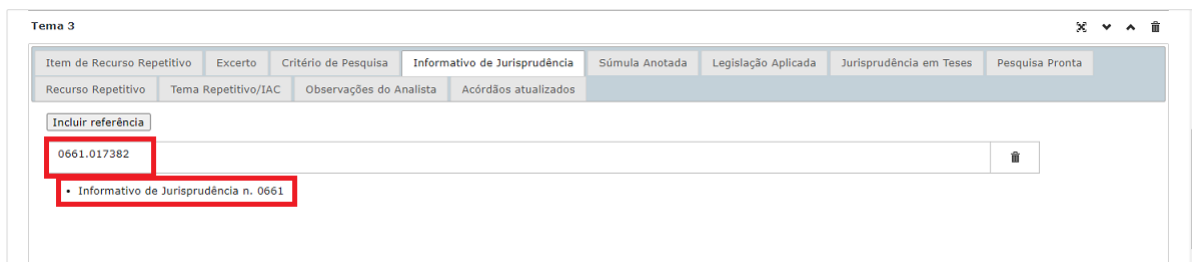 Tema 3
Item de Recurso Repetitivo Excerto Critério de Pesquisa Informativo de Jurisprudência Súmula Anotada Legislação Aplicada Jurisprudência em Teses Pesquisa Pronta
Recurso Repetitivo Tema Repetitivo/IAC Observações do Analista Acórdãos atualizados
Incluir referência
0661.017382
• Informativo de Jurisprudência n. 0661